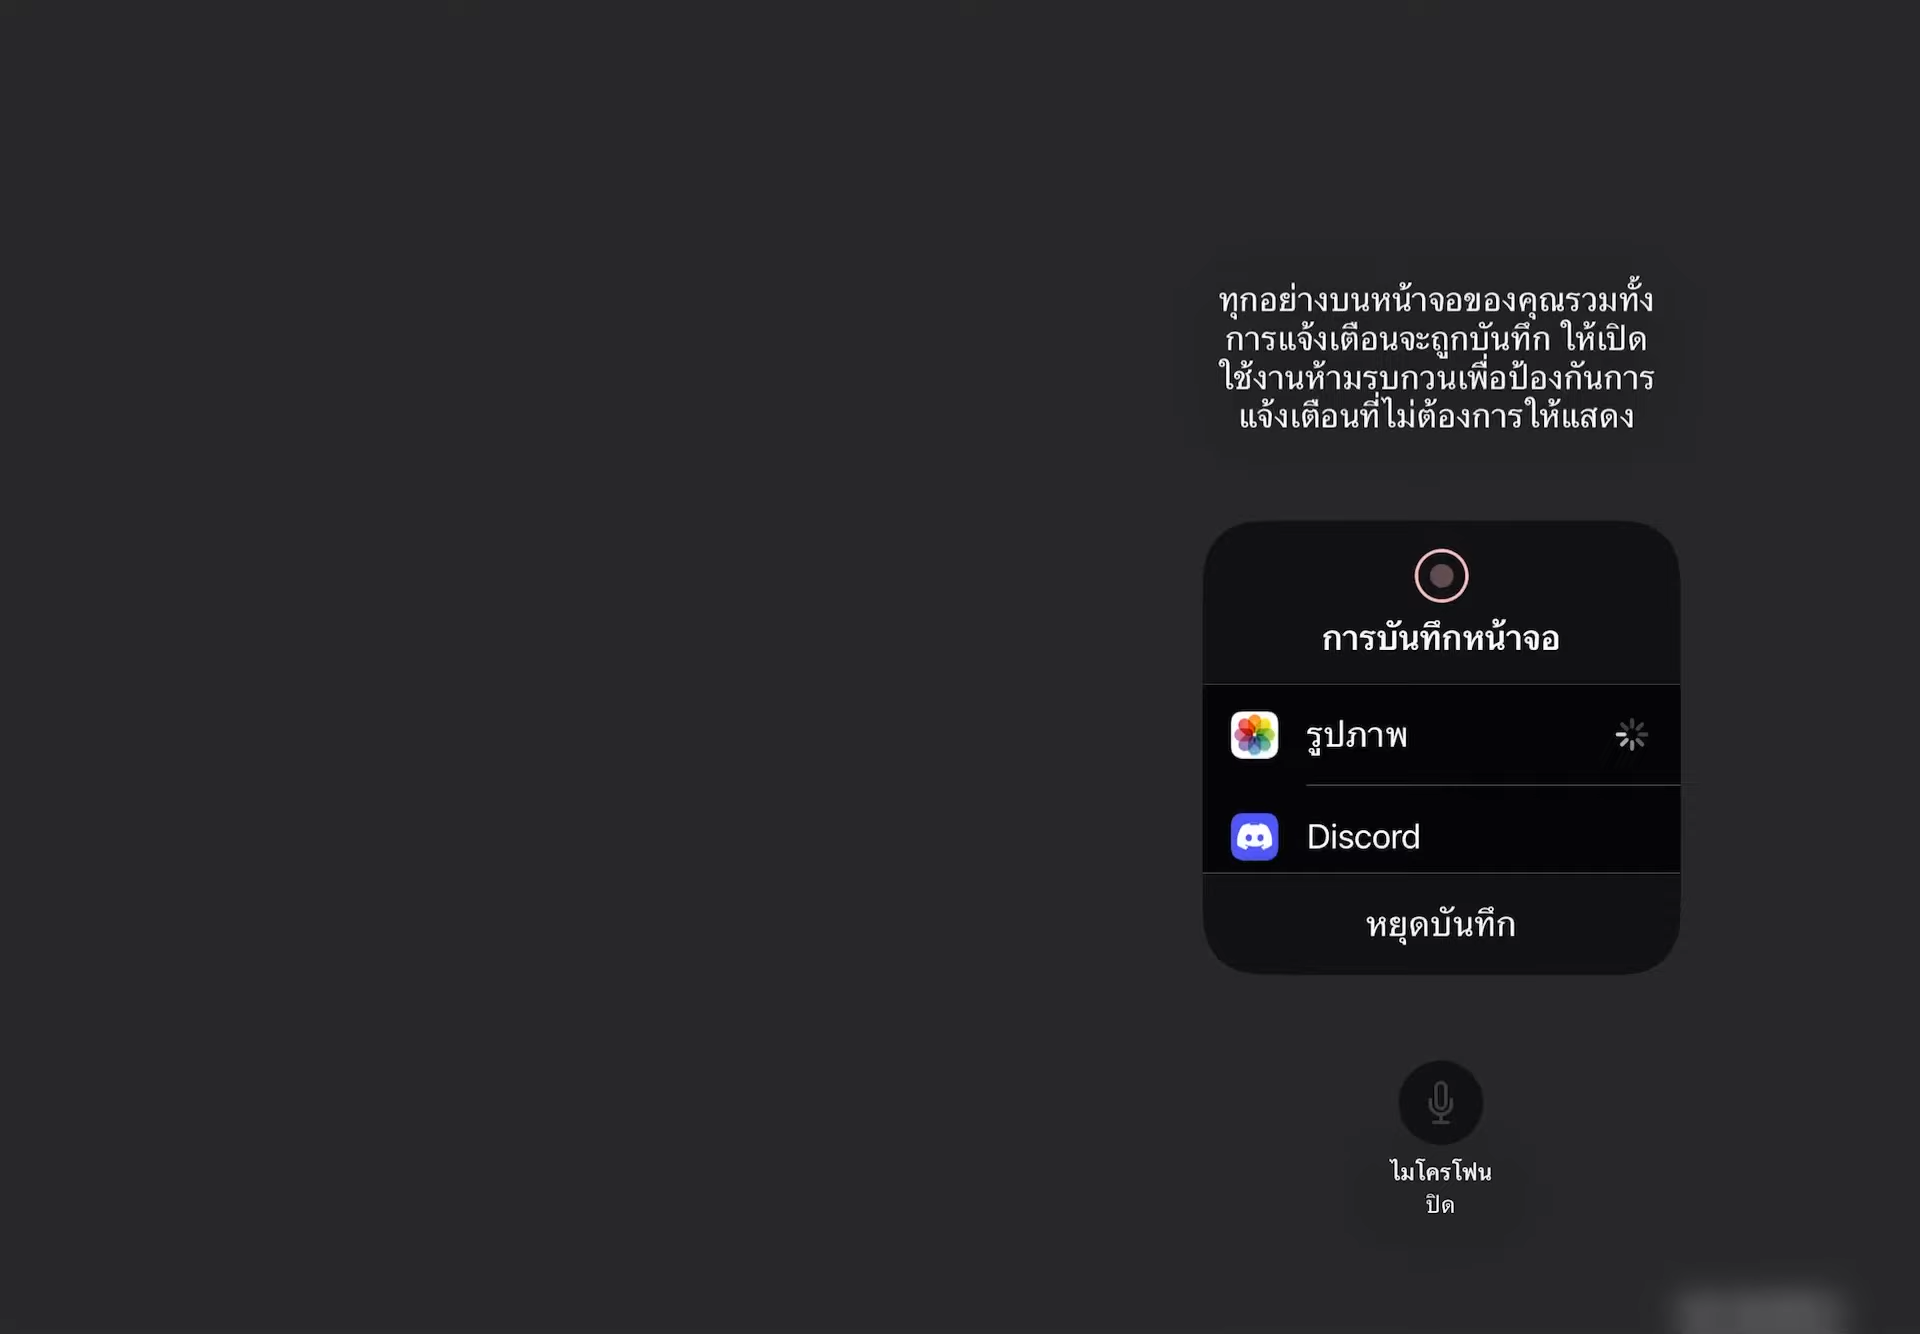 ทุกอย่างบนหน้าจอของคุณรวมทั้ง
การแจ้งเตือนจะถูกบันทึก ให้เปิด
ใช้งานห้ามรบกวนเพื่อป้องกันการ
แจ้งเตือนที่ไม่ต้องการให้แสดง
การบันทึกหน้าจอ
รูปภาพ
Discord
หยุดบันทึก
ไมโครโฟน
ปิด